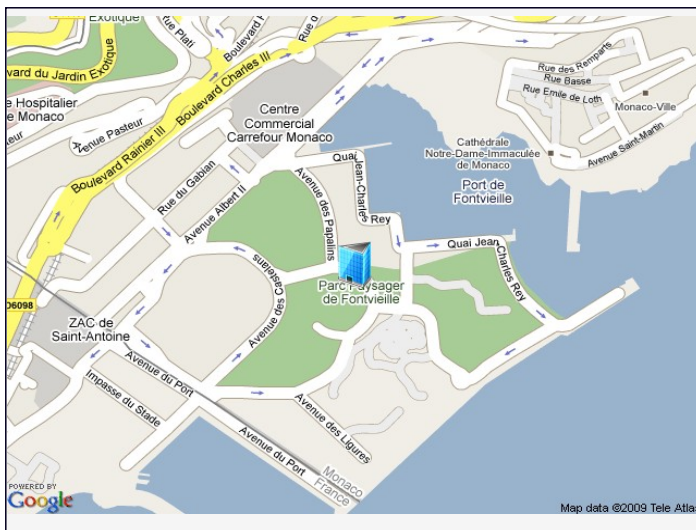 Exotique
Rue Plati
Boulevard
Rue d
vard du Jardin Exotique
Boulevard Charles III
Boulevard Rainier III
e Hospitalier
de Monaco
Avenue Pasteur
teur
Centre
Commercial
Carrefour Monaco
Rue des Remparts
Rue Basse
Rue Emile de Loth
Monaco-Ville
Avenue Saint-Martin
Cathédrale
Notre-Dame-Immaculée
de Monaco
Port de
Fontvieille
Rue du Gabian
Avenue Albert II
Avenue des Papalins
Quai
Jean-Charles
Rey
Quai Jean
Charles Rey
Parc Paysager
de Fontvieille
Avenue des Castelans
D6098
ZAC de
Saint-Antoine
Avenue du Port
Impasse du Stade
Avenue des Ligures
Avenue du Port
Monaco
France
POWERED BY
Google
Map data ©2009 Tele Atlas